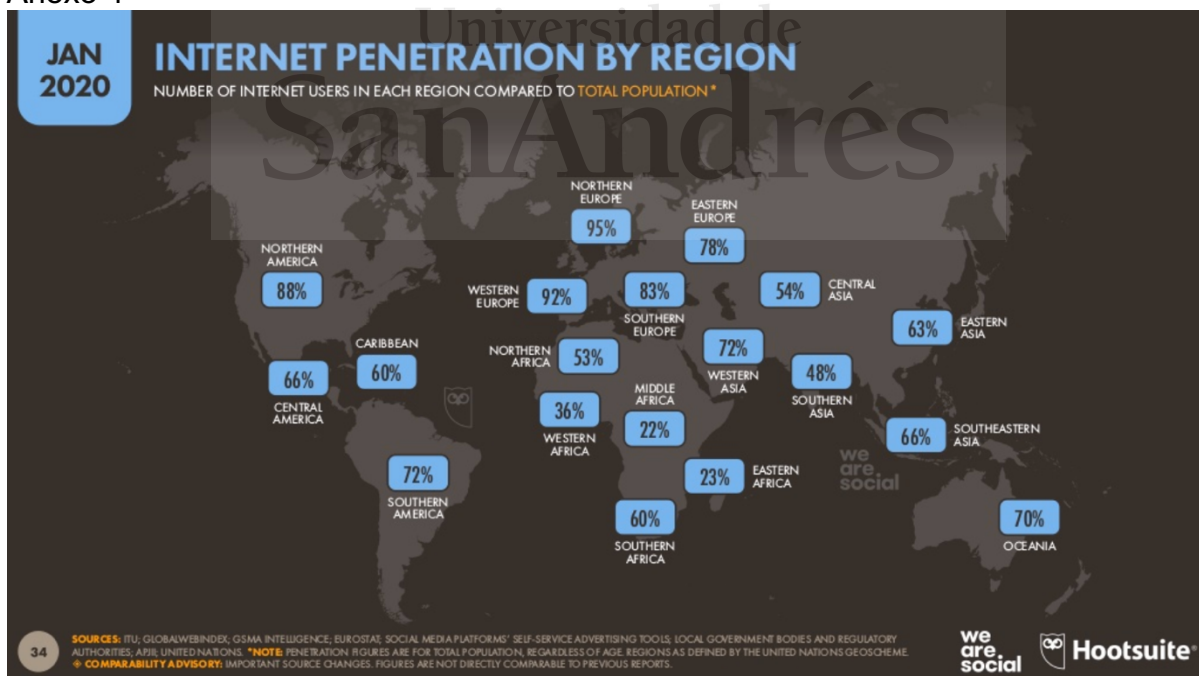 Anexo 4
Universidad de
SanAndrés
JAN
2020
INTERNET PENETRATION BY REGION
NUMBER OF INTERNET USERS IN EACH REGION COMPARED TO TOTAL POPULATION*
NORTHERN
EUROPE
95%
EASTERN
EUROPE
78%
NORTHERN
AMERICA
88%
WESTERN
EUROPE
92%
83%
SOUTHERN
EUROPE
54%
CENTRAL
ASIA
63%
EASTERN
ASIA
CARIBBEAN
60%
66%
CENTRAL
AMERICA
NORTHERN
AFRICA
53%
72%
WESTERN
ASIA
48%
SOUTHERN
ASIA
36%
WESTERN
AFRICA
MIDDLE
AFRICA
22%
66%
SOUTHEASTERN
ASIA
we
are
social
72%
SOUTHERN
AMERICA
23%
EASTERN
AFRICA
60%
SOUTHERN
AFRICA
70%
OCEANIA
34
SOURCES: ITU; GLOBALWEBINDEX; GSMA INTELLIGENCE; EUROSTAT; SOCIAL MEDIA PLATFORMS' SELF-SERVICE ADVERTISING TOOLS; LOCAL GOVERNMENT BODIES AND REGULATORY
AUTHORITIES; APJII; UNITED NATIONS. *NOTE: PENETRATION FIGURES ARE FOR TOTAL POPULATION, REGARDLESS OF AGE. REGIONS AS DEFINED BY THE UNITED NATIONS GEOSCHEME.
COMPARABILITY ADVISORY: IMPORTANT SOURCE CHANGES. FIGURES ARE NOT DIRECTLY COMPARABLE TO PREVIOUS REPORTS.
we
are
social
Hootsuite